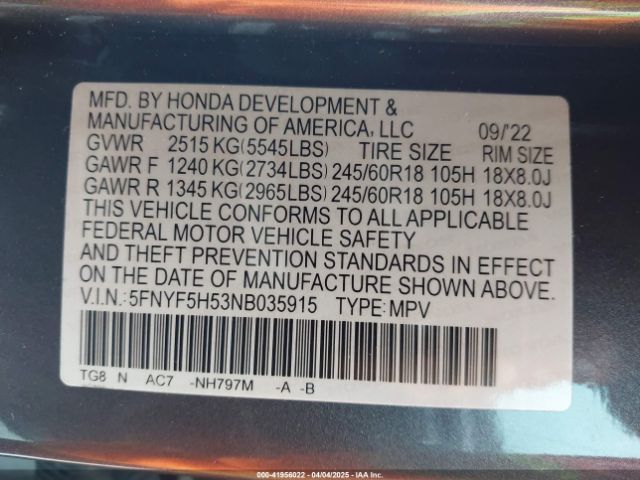 MFD. BY HONDA DEVELOPMENT &
MANUFACTURING OF AMERICA, LLC 09/'22
GVWR 2515 KG(5545LBS) TIRE SIZE RIM SIZE
GAWR F 1240 KG(2734LBS) 245/60R18 105H 18X8.0J
GAWR R 1345 KG(2965LBS) 245/60R18 105H 18X8.0J
THIS VEHICLE CONFORMS TO ALL APPLICABLE
FEDERAL MOTOR VEHICLE SAFETY
AND THEFT PREVENTION STANDARDS IN EFFECT
ON THE DATE OF MANUFACTURE SHOWN ABOVE.
V.I.N.:5FNYF5H53NB035915 TYPE:MPV
TG8 N AC7 -NH797M -A -B
000-41956022 - 04/04/2025 - IAA Inc.